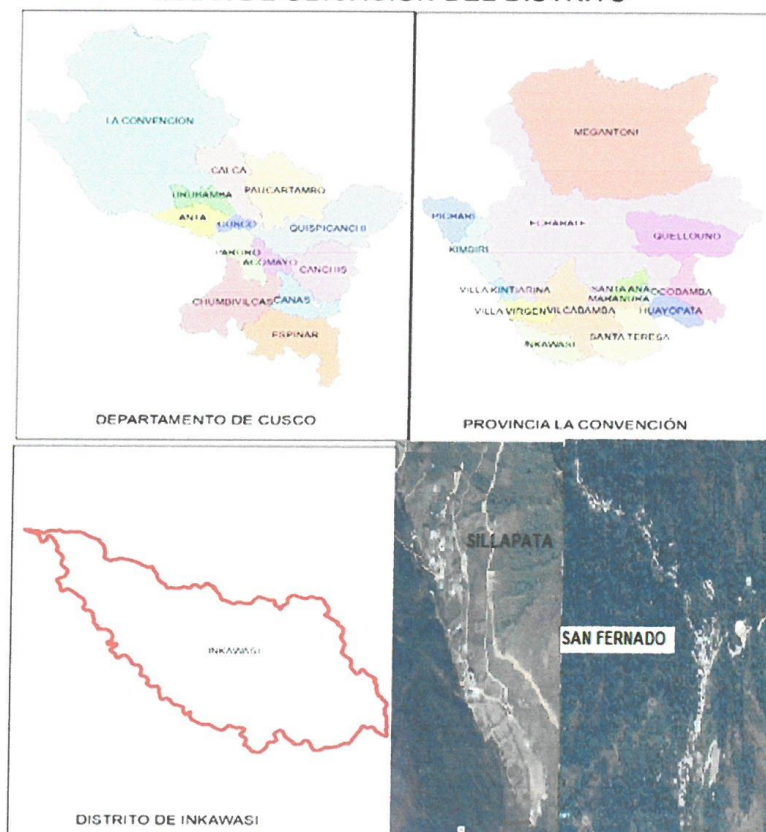 LA CONVENCION
CALCA
URUBAMBA
PAUCARTAMBO
ANTA
CUSCO
QUISPICANCHI
PARURO
ACOMAYO
CANCHIS
CHUMBIVILCAS
CANAS
ESPINAR
DEPARTAMENTO DE CUSCO
MEGANTONI
PICHARI
ECHARATE
QUELLOUNO
KIMBIRI
VILLA KINTIARINA
SANTA ANA
OCOBAMBA
MARANURA
VILLA VIRGEN
VILCABAMBA
HUAYOPATA
INKAWASI
SANTA TERESA
PROVINCIA LA CONVENCIÓN
INKAWASI
DISTRITO DE INKAWASI
SILLAPATA
SAN FERNADO